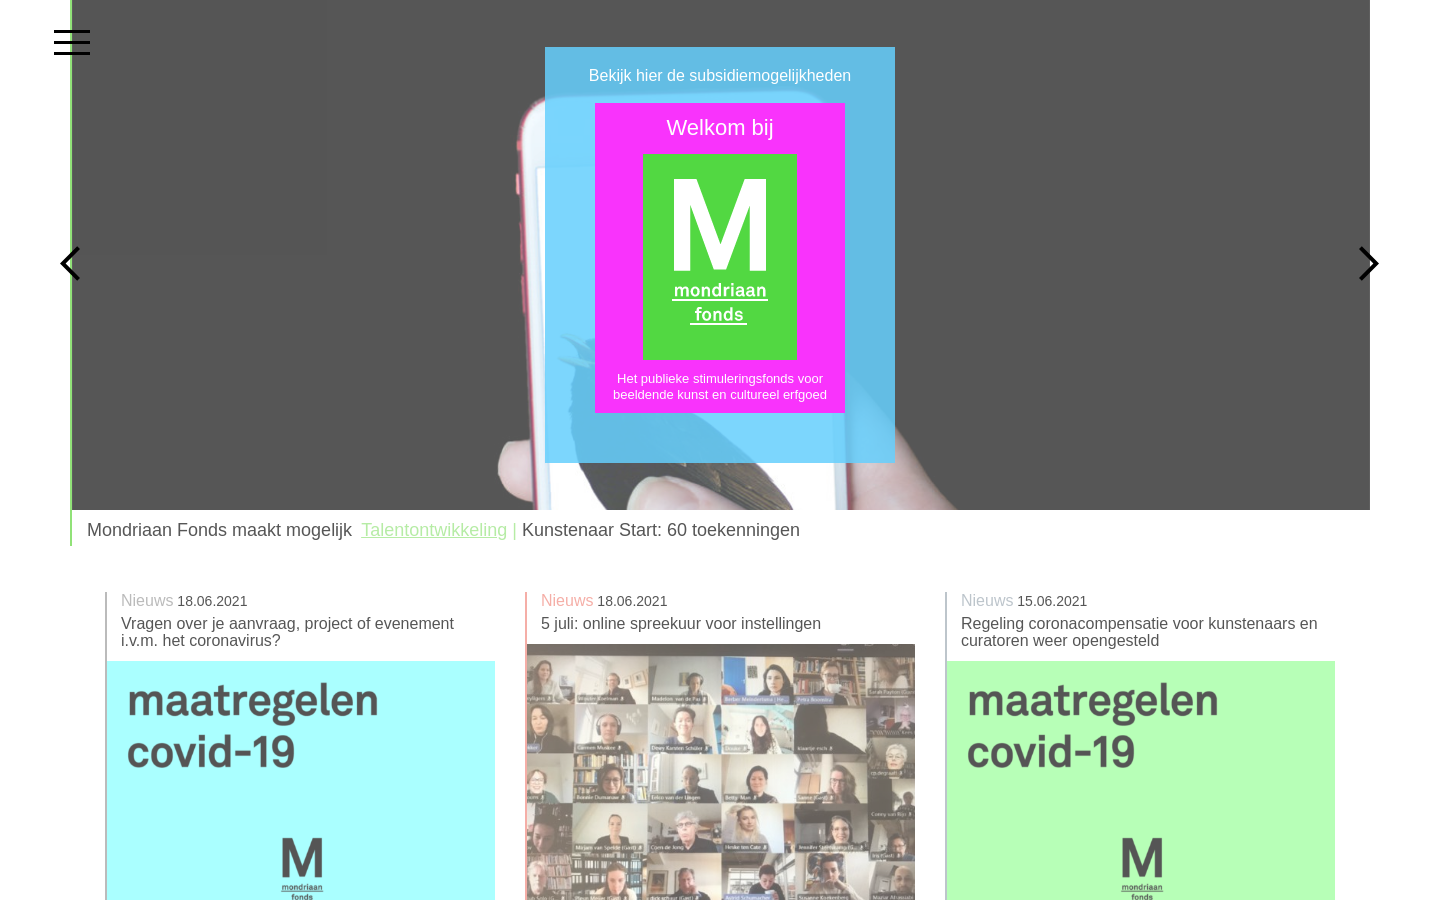 Bekijk hier de subsidiemogelijkheden
Welkom bij
M
mondriaan
fonds
Het publieke stimuleringsfonds voor
beeldende kunst en cultureel erfgoed
Mondriaan Fonds maakt mogelijk Talentontwikkeling | Kunstenaar Start: 60 toekenningen
Nieuws 18.06.2021
Vragen over je aanvraag, project of evenement
i.v.m. het coronavirus?
maatregelen
covid-19
M
mondriaan
fonds
Nieuws 18.06.2021
5 juli: online spreekuur voor instellingen
Nieuws 15.06.2021
Regeling coronacompensatie voor kunstenaars en
curatoren weer opengesteld
maatregelen
covid-19
M
mondriaan
fonds